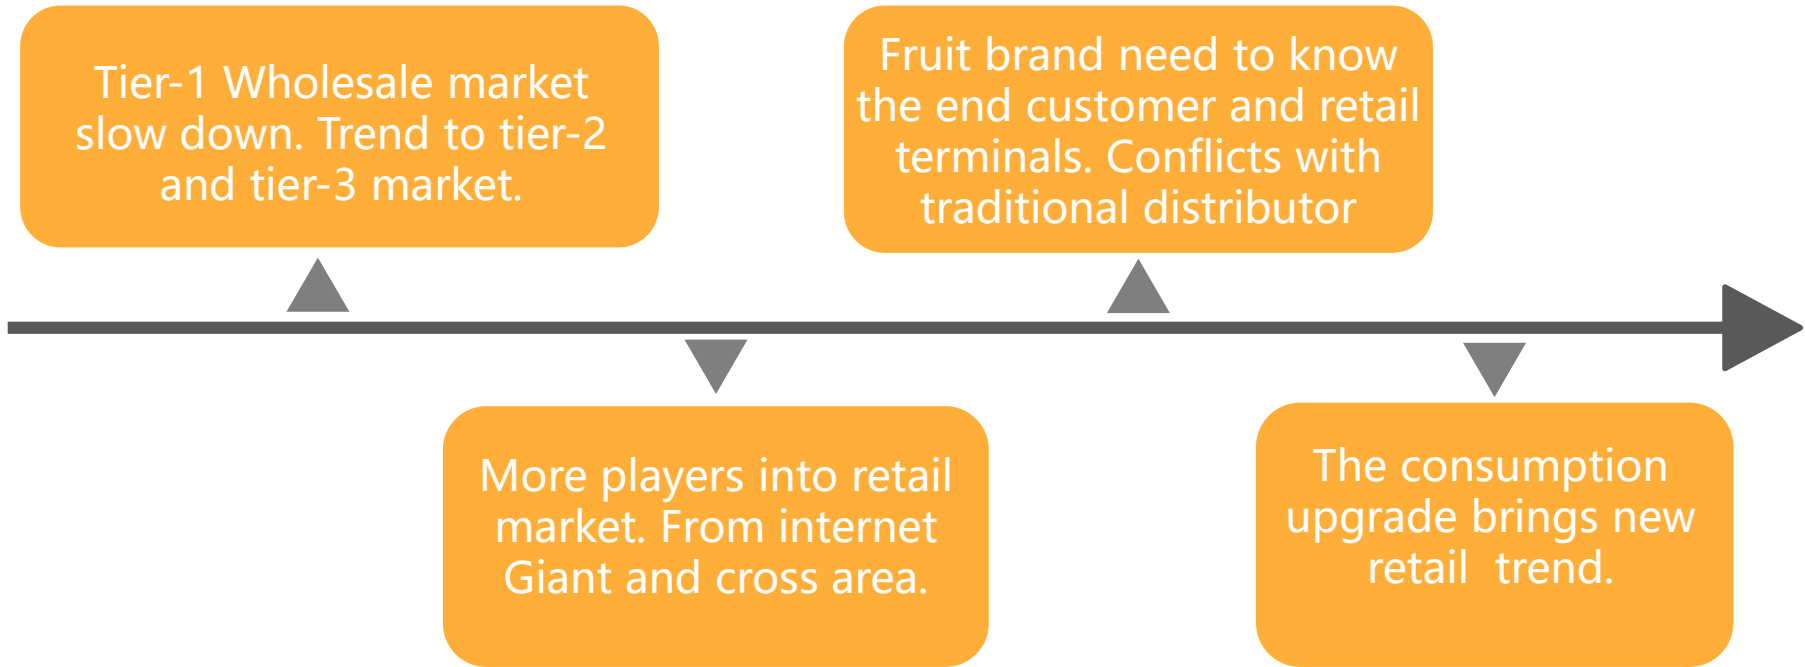 Tier-1 Wholesale market
slow down. Trend to tier-2
and tier-3 market.
More players into retail
market. From internet
Giant and cross area.
Fruit brand need to know
the end customer and retail
terminals. Conflicts with
traditional distributor
The consumption
upgrade brings new
retail  trend.